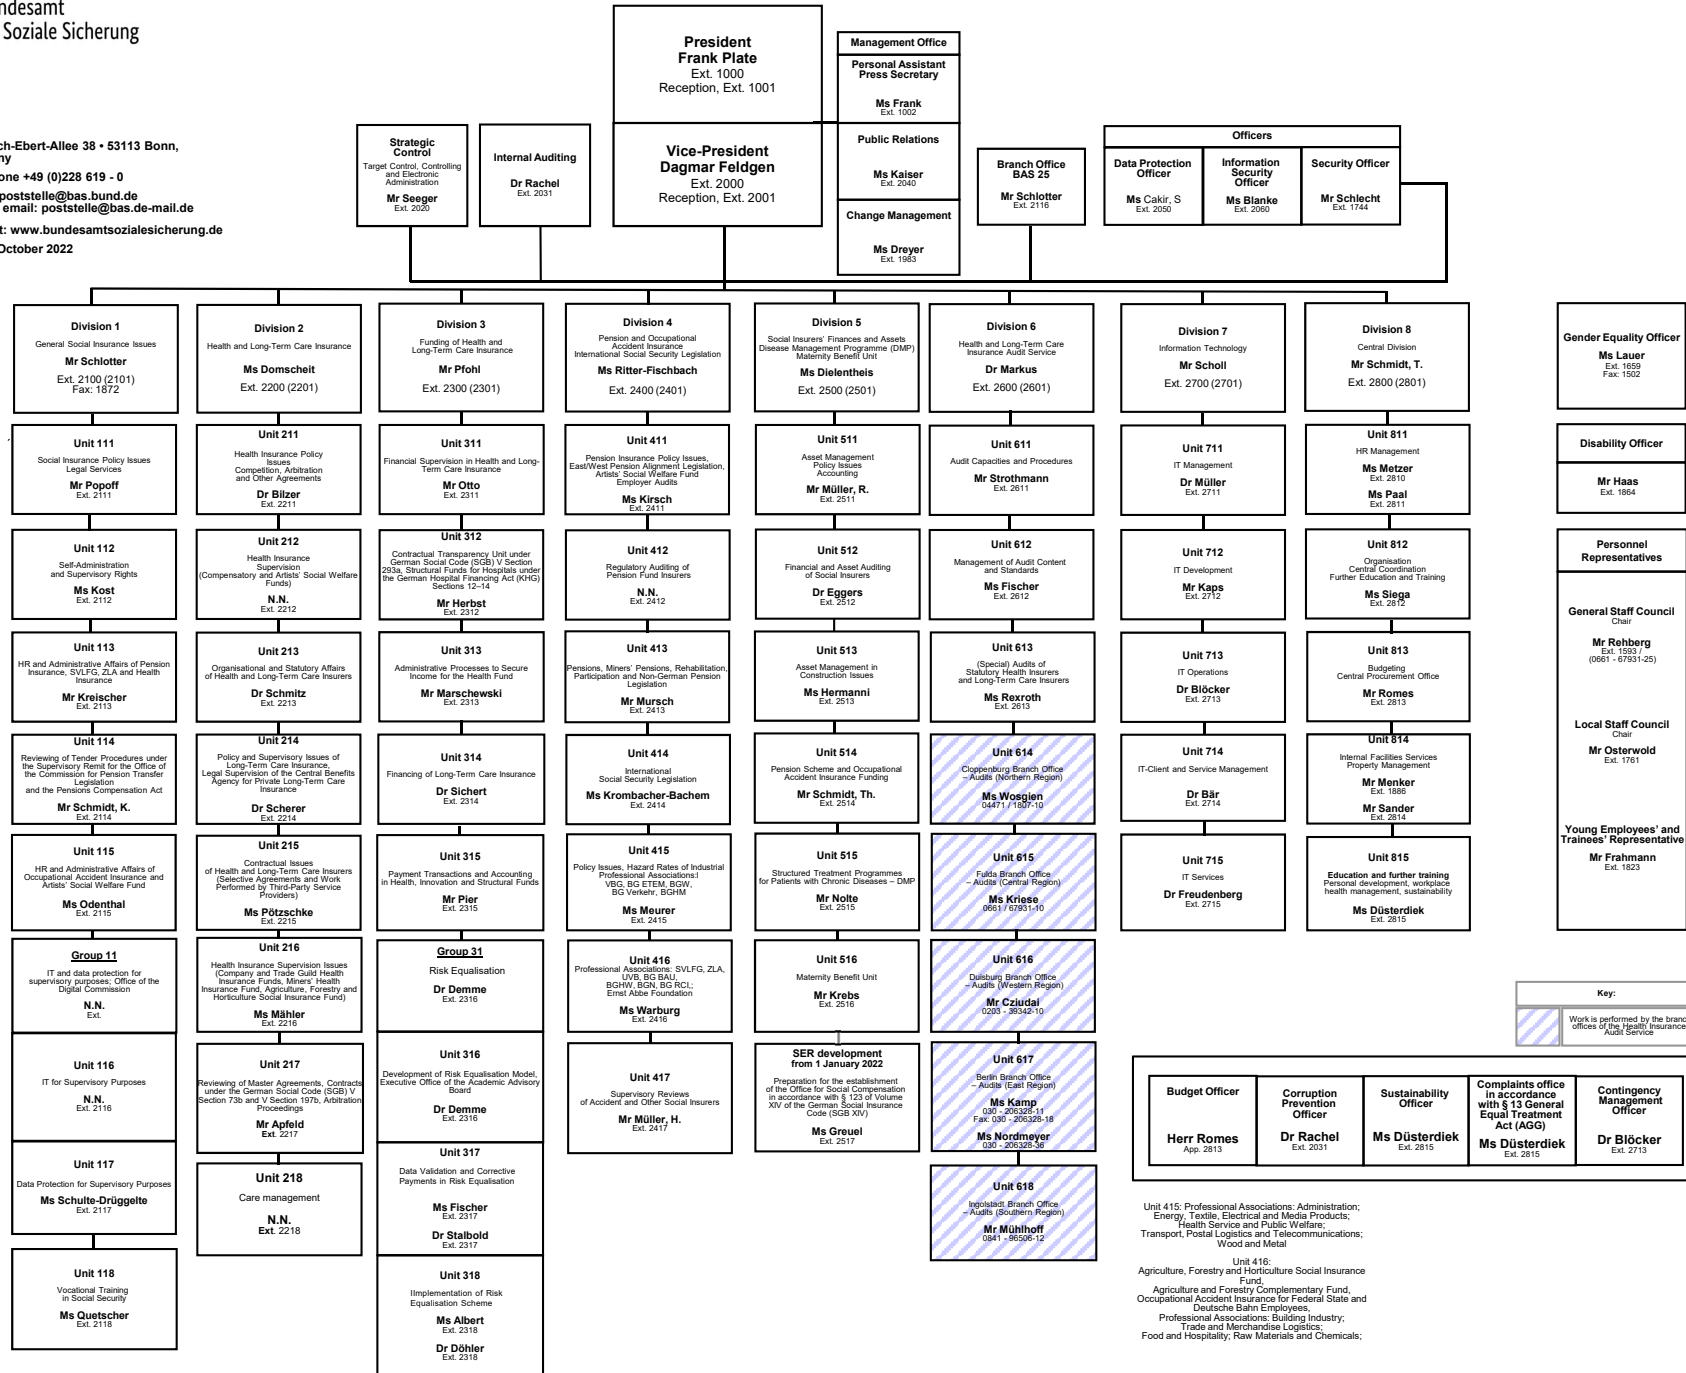 ndesamt
Soziale Sicherung
ch-Ebert-Allee 38 • 53113 Bonn,
ny
one +49 (0)228 619 - 0
poststelle@bas.bund.de
email: poststelle@bas.de-mail.de
t: www.bundesamtsozialesicherung.de
October 2022
President
Frank Plate
Ext. 1000
Reception, Ext. 1001
Vice-President
Dagmar Feldgen
Ext. 2000
Reception, Ext. 2001
Management Office
Personal Assistant
Press Secretary
Ms Frank
Ext. 1002
Public Relations
Ms Kaiser
Ext. 2040
Change Management
Ms Dreyer
Ext. 1983
Strategic
Control
Target Control, Controlling
and Electronic
Administration
Mr Seeger
Ext. 2020
Internal Auditing
Dr Rachel
Ext. 2031
Branch Office
BAS 25
Mr Schlotter
Ext. 2116
Officers
Data Protection
Officer
Ms Cakir, S
Ext. 2050
Information
Security
Officer
Ms Blanke
Ext. 2060
Security Officer
Mr Schlecht
Ext. 1744
Division 1
General Social Insurance Issues
Mr Schlotter
Ext. 2100 (2101)
Fax: 1872
Unit 111
Social Insurance Policy Issues
Legal Services
Mr Popoff
Ext. 2111
Unit 112
Self-Administration
and Supervisory Rights
Ms Kost
Ext. 2112
Unit 113
HR and Administrative Affairs of Pension
Insurance, SVLFG, ZLA and Health
Insurance
Mr Kreischer
Ext. 2113
Unit 114
Reviewing of Tender Procedures under
the Supervisory Remit for the Office of
the Commission for Pension Transfer
Legislation
and the Pensions Compensation Act
Mr Schmidt, K.
Ext. 2114
Unit 115
HR and Administrative Affairs of
Occupational Accident Insurance and
Artists' Social Welfare Fund
Ms Odenthal
Ext. 2115
Group 11
IT and data protection for
supervisory purposes; Office of the
Digital Commission
N.N.
Ext.
Unit 116
IT for Supervisory Purposes
N.N.
Ext. 2116
Unit 117
Data Protection for Supervisory Purposes
Ms Schulte-Drüggelte
Ext. 2117
Unit 118
Vocational Training
in Social Security
Ms Quetscher
Ext. 2118
Division 2
Health and Long-Term Care Insurance
Ms Domscheit
Ext. 2200 (2201)
Unit 211
Health Insurance Policy
Issues
Competition, Arbitration
and Other Agreements
Dr Bilzer
Ext. 2211
Unit 212
Health Insurance
Supervision
(Compensatory and Artists' Social Welfare
Funds)
N.N.
Ext. 2212
Unit 213
Organisational and Statutory Affairs
of Health and Long-Term Care Insurers
Dr Schmitz
Ext. 2213
Unit 214
Policy and Supervisory Issues of
Long-Term Care Insurance,
Legal Supervision of the Central Benefits
Agency for Private Long-Term Care
Insurance
Dr Scherer
Ext. 2214
Unit 215
Contractual Issues
of Health and Long-Term Care Insurers
(Selective Agreements and Work
Performed by Third-Party Service
Providers)
Ms Pötzschke
Ext. 2215
Unit 216
Health Insurance Supervision Issues
(Company and Trade Guild Health
Insurance Funds, Miners' Health
Insurance Fund, Agriculture, Forestry and
Horticulture Social Insurance Fund)
Ms Mähler
Ext. 2216
Unit 217
Reviewing of Master Agreements, Contracts
under the German Social Code (SGB) V
Section 73b and V Section 197b, Arbitration
Proceedings
Mr Apfeld
Ext. 2217
Unit 218
Care management
N.N.
Ext. 2218
Division 3
Funding of Health and
Long-Term Care Insurance
Mr Pfohl
Ext. 2300 (2301)
Unit 311
Financial Supervision in Health and Long-
Term Care Insurance
Mr Otto
Ext. 2311
Unit 312
Contractual Transparency Unit under
German Social Code (SGB) V Section
293a, Structural Funds for Hospitals under
the German Hospital Financing Act (KHG)
Sections 12–14
Mr Herbst
Ext. 2312
Unit 313
Administrative Processes to Secure
Income for the Health Fund
Mr Marschewski
Ext. 2313
Unit 314
Financing of Long-Term Care Insurance
Dr Sichert
Ext. 2314
Unit 315
Payment Transactions and Accounting
in Health, Innovation and Structural Funds
Mr Pier
Ext. 2315
Group 31
Risk Equalisation
Dr Demme
Ext. 2316
Unit 316
Development of Risk Equalisation Model,
Executive Office of the Academic Advisory
Board
Dr Demme
Ext. 2316
Unit 317
Data Validation and Corrective
Payments in Risk Equalisation
Ms Fischer
Ext. 2317
Dr Stalbold
Ext. 2317
Unit 318
IImplementation of Risk
Equalisation Scheme
Ms Albert
Ext. 2318
Dr Döhler
Ext. 2318
Division 4
Pension and Occupational
Accident Insurance
International Social Security Legislation
Ms Ritter-Fischbach
Ext. 2400 (2401)
Unit 411
Pension Insurance Policy Issues,
East/West Pension Alignment Legislation,
Artists' Social Welfare Fund
Employer Audits
Ms Kirsch
Ext. 2411
Unit 412
Regulatory Auditing of
Pension Fund Insurers
N.N.
Ext. 2412
Unit 413
Pensions, Miners' Pensions, Rehabilitation,
Participation and Non-German Pension
Legislation
Mr Mursch
Ext. 2413
Unit 414
International
Social Security Legislation
Ms Krombacher-Bachem
Ext. 2414
Unit 415
Policy Issues, Hazard Rates of Industrial
Professional Associations:l
VBG, BG ETEM, BGW,
BG Verkehr, BGHM
Ms Meurer
Ext. 2415
Unit 416
Professional Associations: SVLFG, ZLA,
UVB, BG BAU,
BGHW, BGN, BG RCI,;
Ernst Abbe Foundation
Ms Warburg
Ext. 2416
Unit 417
Supervisory Reviews
of Accident and Other Social Insurers
Mr Müller, H.
Ext. 2417
Division 5
Social Insurers' Finances and Assets
Disease Management Programme (DMP)
Maternity Benefit Unit
Ms Dielentheis
Ext. 2500 (2501)
Unit 511
Asset Management
Policy Issues
Accounting
Mr Müller, R.
Ext. 2511
Unit 512
Financial and Asset Auditing
of Social Insurers
Dr Eggers
Ext. 2512
Unit 513
Asset Management in
Construction Issues
Ms Hermanni
Ext. 2513
Unit 514
Pension Scheme and Occupational
Accident Insurance Funding
Mr Schmidt, Th.
Ext. 2514
Unit 515
Structured Treatment Programmes
for Patients with Chronic Diseases – DMP
Mr Nolte
Ext. 2515
Unit 516
Maternity Benefit Unit
Mr Krebs
Ext. 2516
SER development
from 1 January 2022
Preparation for the establishment
of the Office for Social Compensation
in accordance with § 123 of Volume
XIV of the German Social Insurance
Code (SGB XIV)
Ms Greuel
Ext. 2517
Division 6
Health and Long-Term Care
Insurance Audit Service
Dr Markus
Ext. 2600 (2601)
Unit 611
Audit Capacities and Procedures
Mr Strothmann
Ext. 2611
Unit 612
Management of Audit Content
and Standards
Ms Fischer
Ext. 2612
Unit 613
(Special) Audits of
Statutory Health Insurers
and Long-Term Care Insurers
Ms Rexroth
Ext. 2613
Unit 614
Cloppenburg Branch Office
– Audits (Northern Region)
Ms Wosgien
04471 / 1807-10
Unit 615
Fulda Branch Office
– Audits (Central Region)
Ms Kriese
0661 / 67931-10
Unit 616
Duisburg Branch Office
– Audits (Western Region)
Mr Cziudai
0203 - 39342-10
Unit 617
Berlin Branch Office
– Audits (East Region)
Ms Kamp
030 - 206328-11
Fax: 030 - 206328-18
Ms Nordmeyer
030 - 206328-36
Unit 618
Ingolstadt Branch Office
– Audits (Southern Region)
Mr Mühlhoff
0841 - 96506-12
Division 7
Information Technology
Mr Scholl
Ext. 2700 (2701)
Unit 711
IT Management
Dr Müller
Ext. 2711
Unit 712
IT Development
Mr Kaps
Ext. 2712
Unit 713
IT Operations
Dr Blöcker
Ext. 2713
Unit 714
IT-Client and Service Management
Dr Bär
Ext. 2714
Unit 715
IT Services
Dr Freudenberg
Ext. 2715
Division 8
Central Division
Mr Schmidt, T.
Ext. 2800 (2801)
Unit 811
HR Management
Ms Metzer
Ext. 2810
Ms Paal
Ext. 2811
Unit 812
Organisation
Central Coordination
Further Education and Training
Ms Siega
Ext. 2812
Unit 813
Budgeting
Central Procurement Office
Mr Romes
Ext. 2813
Unit 814
Internal Facilities Services
Property Management
Mr Menker
Ext. 1886
Mr Sander
Ext. 2814
Unit 815
Education and further training
Personal development, workplace
health management, sustainability
Ms Düsterdiek
Ext. 2815
Gender Equality Officer
Ms Lauer
Ext. 1659
Fax: 1502
Disability Officer
Mr Haas
Ext. 1864
Personnel
Representatives
General Staff Council
Chair
Mr Rehberg
Ext. 1593 /
(0661 - 67931-25)
Local Staff Council
Chair
Mr Osterwold
Ext. 1761
Young Employees' and
Trainees' Representative
Mr Frahmann
Ext. 1823
Key:
Work is performed by the branc
offices of the Health Insurance
Audit Service
Budget Officer
Herr Romes
App. 2813
Corruption
Prevention
Officer
Dr Rachel
Ext. 2031
Sustainability
Officer
Ms Düsterdiek
Ext. 2815
Complaints office
in accordance
with § 13 General
Equal Treatment
Act (AGG)
Ms Düsterdiek
Ext. 2815
Contingency
Management
Officer
Dr Blöcker
Ext. 2713
Unit 415: Professional Associations: Administration;
Energy, Textile, Electrical and Media Products;
Health Service and Public Welfare;
Transport, Postal Logistics and Telecommunications;
Wood and Metal
Unit 416:
Agriculture, Forestry and Horticulture Social Insurance
Fund,
Agriculture and Forestry Complementary Fund,
Occupational Accident Insurance for Federal State and
Deutsche Bahn Employees,
Professional Associations: Building Industry;
Trade and Merchandise Logistics;
Food and Hospitality; Raw Materials and Chemicals;